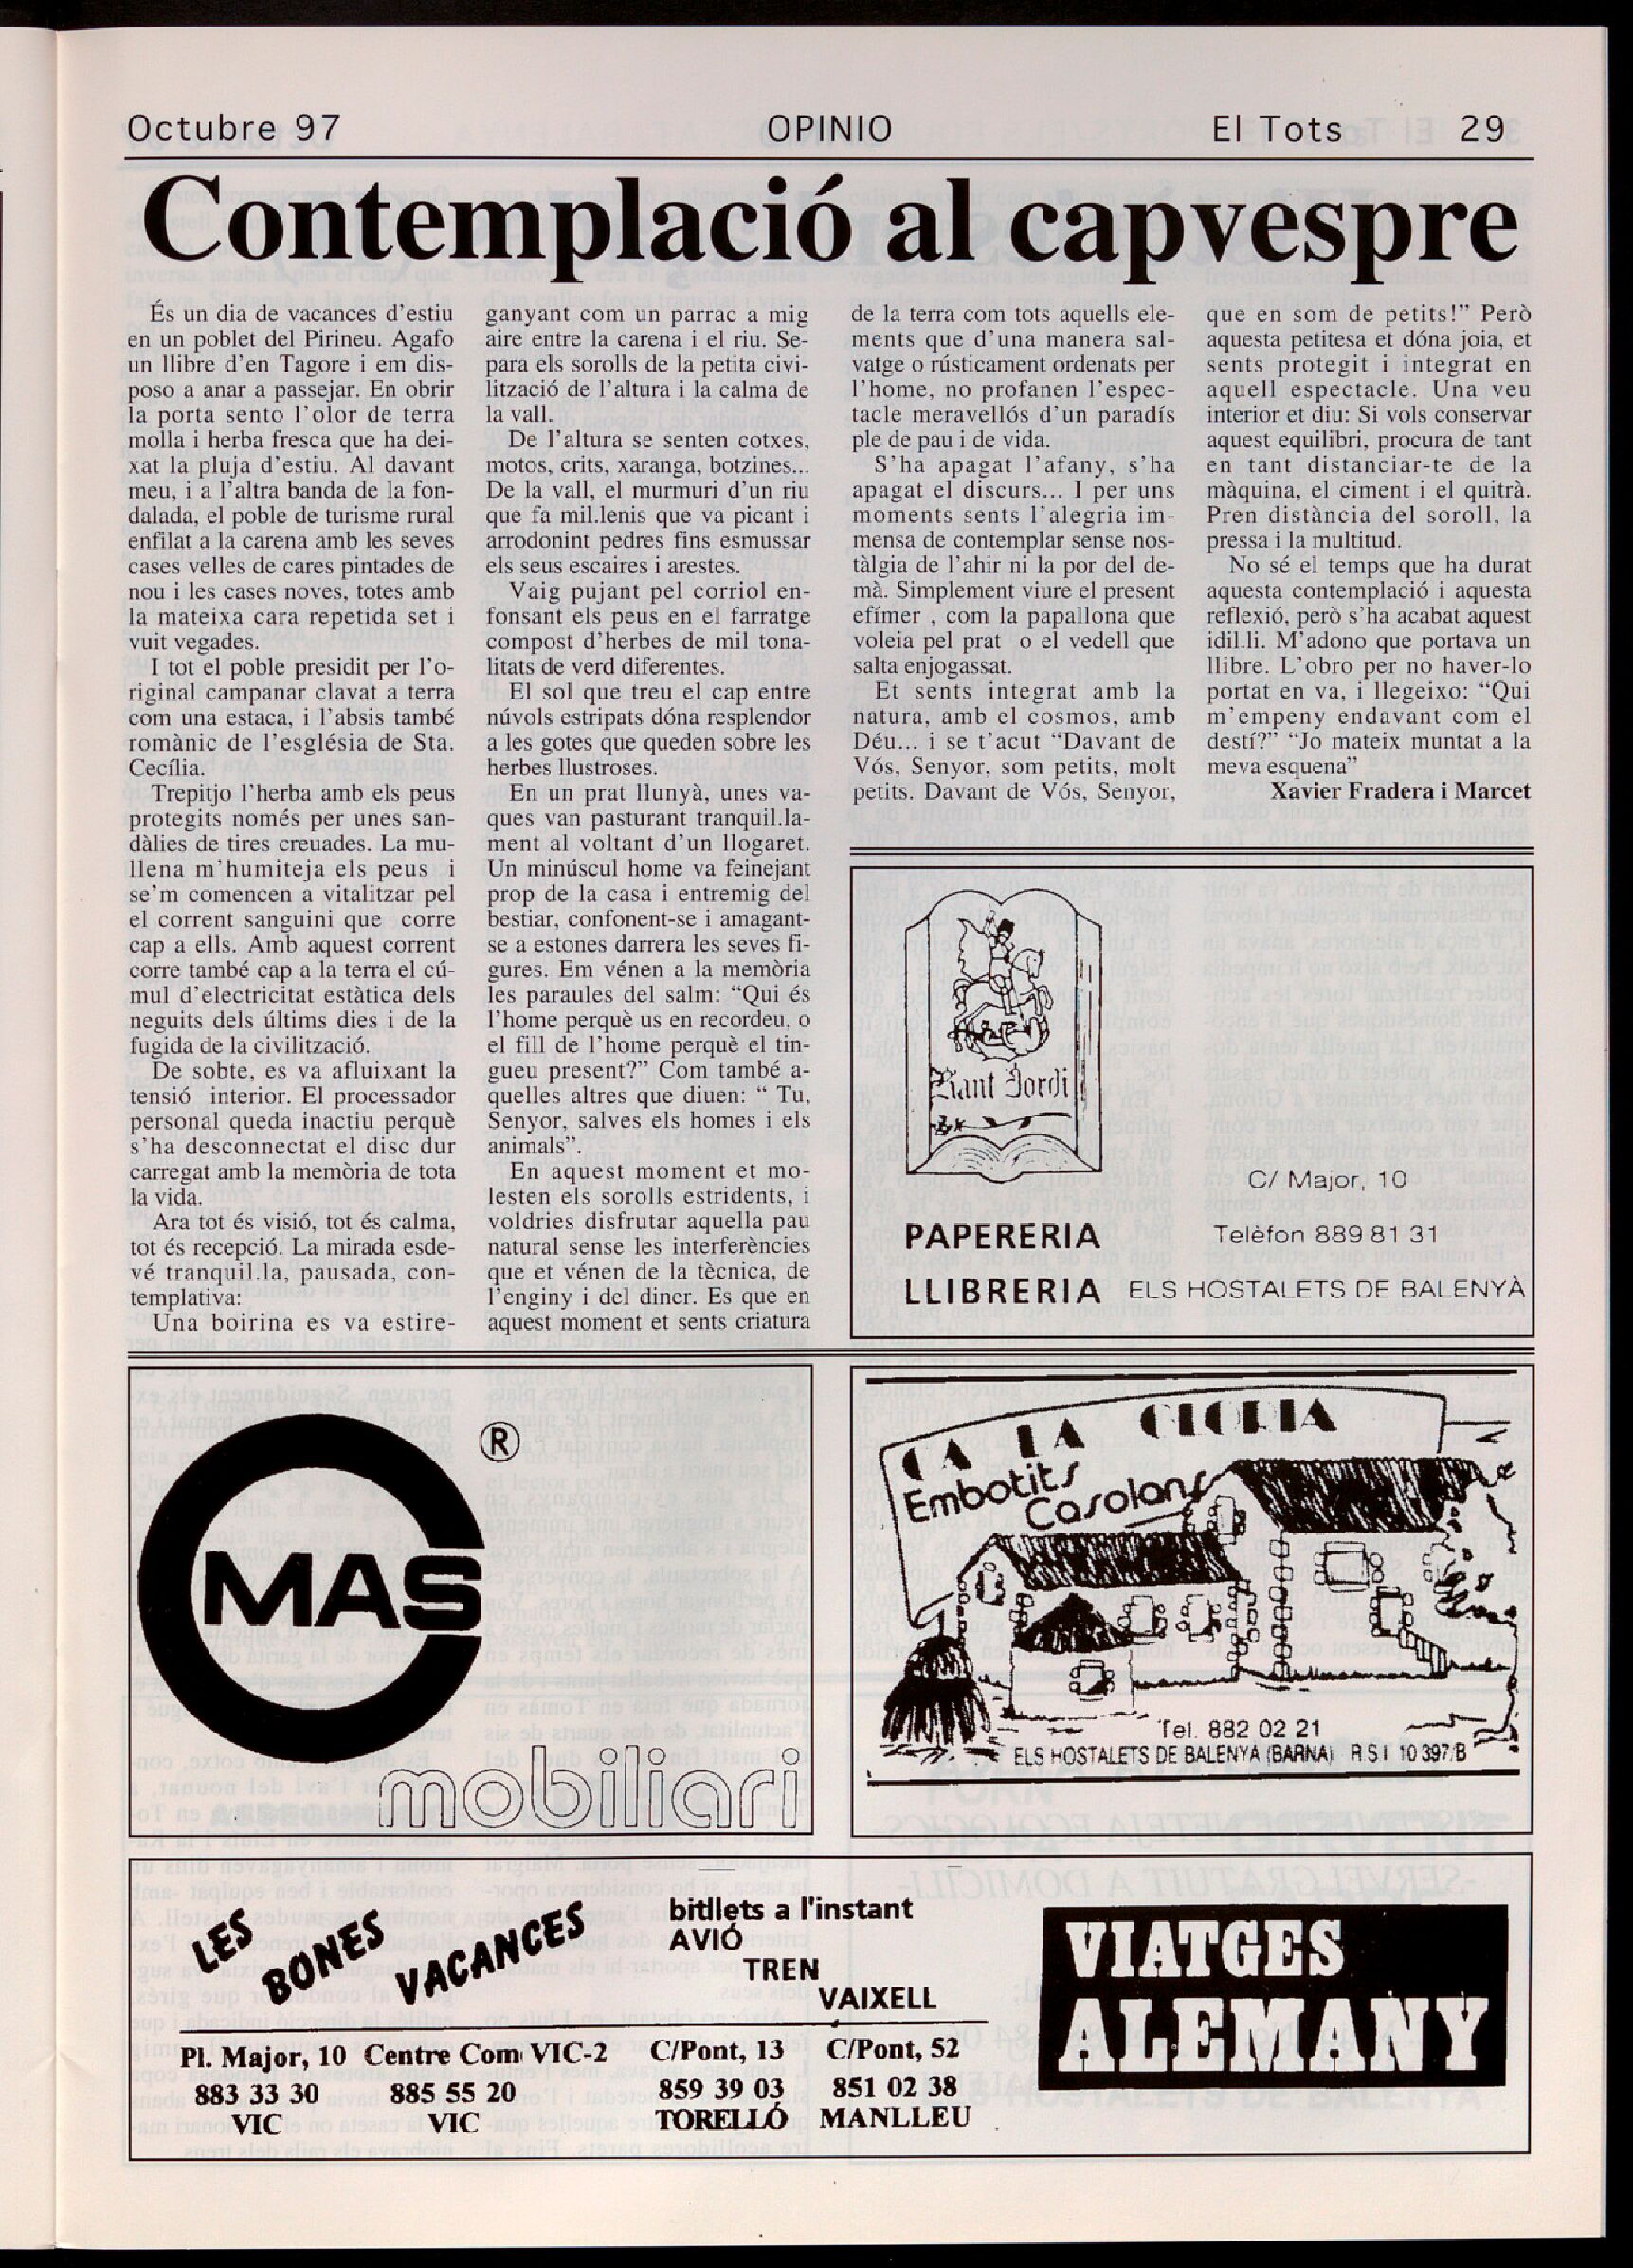 Octubre 97 OPINIO El Tots 29
Contemplació al capvespre
És un dia de vacances d'estiu
en un poblet del Pirineu. Agafo
un llibre d'en Tagore i em dis-
poso a anar a passejar. En obrir
la porta sento l'olor de terra
molla i herba fresca que ha dei-
xat la pluja d'estiu. Al davant
meu, i a l'altra banda de la fon-
dalada, el poble de turisme rural
enfilat a la carena amb les seves
cases velles de cares pintades de
nou i les cases noves, totes amb
la mateixa cara repetida set i
vuit vegades.
I tot el poble presidit per l'o-
riginal campanar clavat a terra
com una estaca, i l'absis també
romànic de l'església de Sta.
Cecília.
Trepitjo l'herba amb els peus
protegits només per unes san-
dàlies de tires creuades. La mu-
llena m'humiteja els peus i
se'm comencen a vitalitzar pel
el corrent sanguini que corre
cap a ells. Amb aquest corrent
corre també cap a la terra el cú-
mul d'electricitat estàtica dels
neguits dels últims dies i de la
fugida de la civilització.
De sobte, es va afluixant la
tensió interior. El processador
personal queda inactiu perquè
s'ha desconnectat el disc dur
carregat amb la memòria de tota
la vida.
Ara tot és visió, tot és calma,
tot és recepció. La mirada esde-
vé tranquil.la, pausada, con-
templativa:
Una boirina es va estire-
ganyant com un parrac a mig
aire entre la carena i el riu. Se-
para els sorolls de la petita civi-
lització de l'altura i la calma de
la vall.
De l'altura se senten cotxes,
motos, crits, xaranga, botzines...
De la vall, el murmuri d'un riu
que fa mil.lenis que va picant i
arrodonint pedres fins esmussar
els seus escaires i arestes.
Vaig pujant pel corriol en-
fonsant els peus en el farratge
compost d'herbes de mil tona-
litats de verd diferentes.
El sol que treu el cap entre
núvols estripats dóna resplendor
a les gotes que queden sobre les
herbes llustroses.
En un prat llunyà, unes va-
ques van pasturant tranquil.la-
ment al voltant d'un llogaret.
Un minúscul home va feinejant
prop de la casa i entremig del
bestiar, confonent-se i amagant-
se a estones darrera les seves fi-
gures. Em vénen a la memòria
les paraules del salm: "Qui és
l'home perquè us en recordeu, o
el fill de l'home perquè el tin-
gueu present?" Com també a-
quelles altres que diuen: " Tu,
Senyor, salves els homes i els
animals".
En aquest moment et mo-
lesten els sorolls estridents, i
voldries disfrutar aquella pau
natural sense les interferències
que et vénen de la tècnica, de
l'enginy i del diner. Es que en
aquest moment et sents criatura
de la terra com tots aquells ele-
ments que d'una manera sal-
vatge o rústicament ordenats per
l'home, no profanen l'espec-
tacle meravellós d'un paradís
ple de pau i de vida.
S'ha apagat l'afany, s'ha
apagat el discurs... I per uns
moments sents l'alegria im-
mensa de contemplar sense nos-
tàlgia de l'ahir ni la por del de-
mà. Simplement viure el present
efímer , com la papallona que
voleia pel prat o el vedell que
salta enjogassat.
Et sents integrat amb la
natura, amb el cosmos, amb
Déu... i se t'acut "Davant de
Vós, Senyor, som petits, molt
petits. Davant de Vós, Senyor,
que en som de petits!" Però
aquesta petitesa et dóna joia, et
sents protegit i integrat en
aquell espectacle. Una veu
interior et diu: Si vols conservar
aquest equilibri, procura de tant
en tant distanciar-te de la
màquina, el ciment i el quitrà.
Pren distància del soroll, la
pressa i la multitud.
No sé el temps que ha durat
aquesta contemplació i aquesta
reflexió, però s'ha acabat aquest
idil.li. M'adono que portava un
llibre. L'obro per no haver-lo
portat en va, i llegeixo: "Qui
m'empeny endavant com el
destí?" "Jo mateix muntat a la
meva esquena"
Xavier Fradera i Marcet
Sant Jordi
C/ Major, 10
PAPERERIA Telèfon 889 81 31
LLIBRERIA ELS HOSTALETS DE BALENYÀ
®
MAS
mobiliari
CA LA CICILIA
Embotits
Casolans
Tel. 882 02 21
ELS HOSTALETS DE BALENYA (BARNA) R.S.I. 10397/B
LES
BONES
VACANCES
bitllets a l'instant
AVIÓ
TREN
VAIXELL
Pl. Major, 10 Centre Com VIC-2 C/Pont, 13 C/Pont, 52
883 33 30 885 55 20 859 39 03 851 02 38
VIC VIC TORELLÓ MANLLEU
VIATGES
ALEMANY